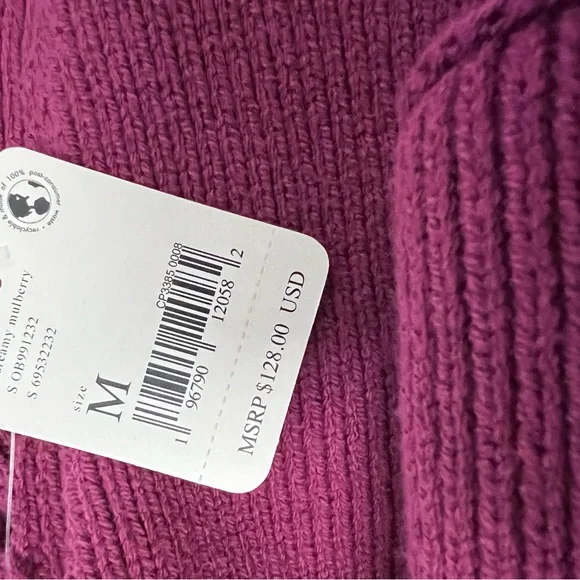 made of 100% post-consumer waste • recyclable &
mulberry
S OB991232
S 69532232
size
M
CP3385 0008
1 96790 12058 2
MSRP $128.00 USD